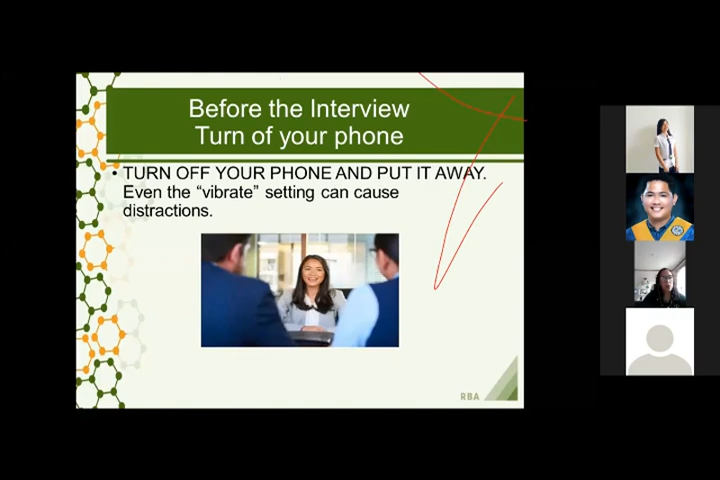 Before the Interview
Turn of your phone
• TURN OFF YOUR PHONE AND PUT IT AWAY.
Even the “vibrate” setting can cause
distractions.
RBA